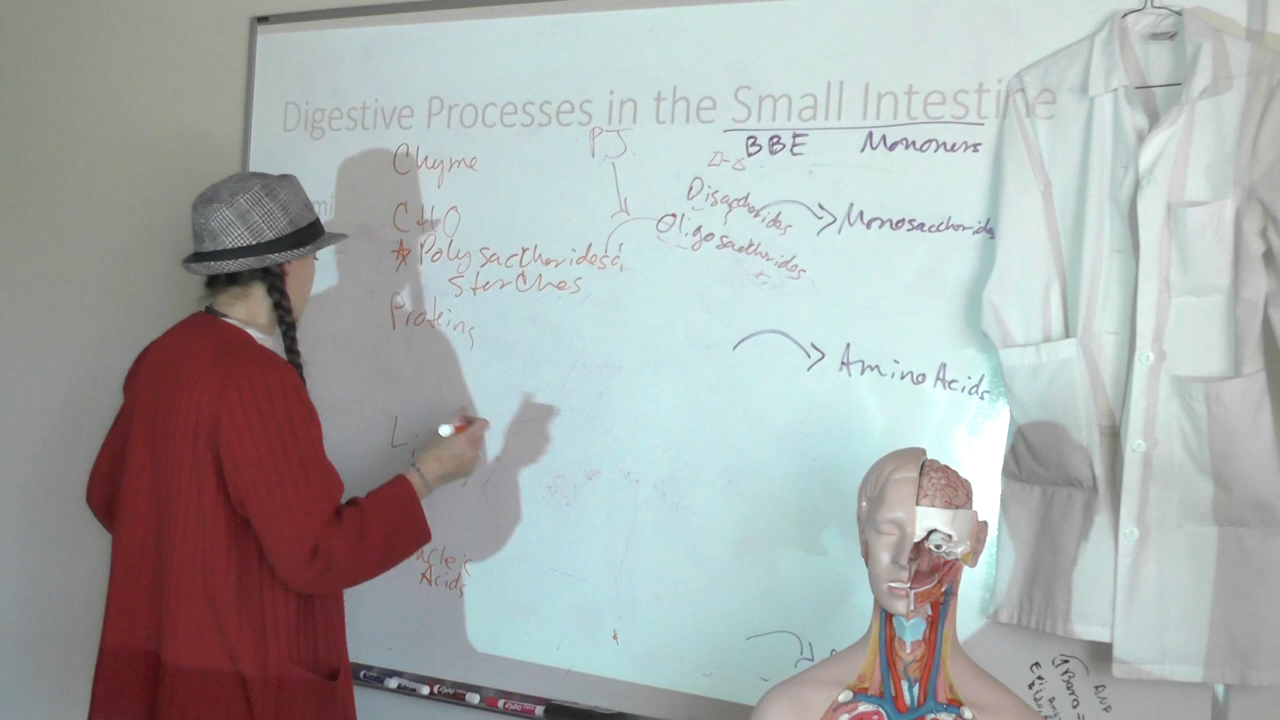 Digestive Processes in the Small Intestine
Chyme
PJ
BBE
Monomers
CHO
Disaccharides
Oligosaccharides
Monosaccharides
* Polysaccharides &
Starches
Proteins
Amino Acids
Acids